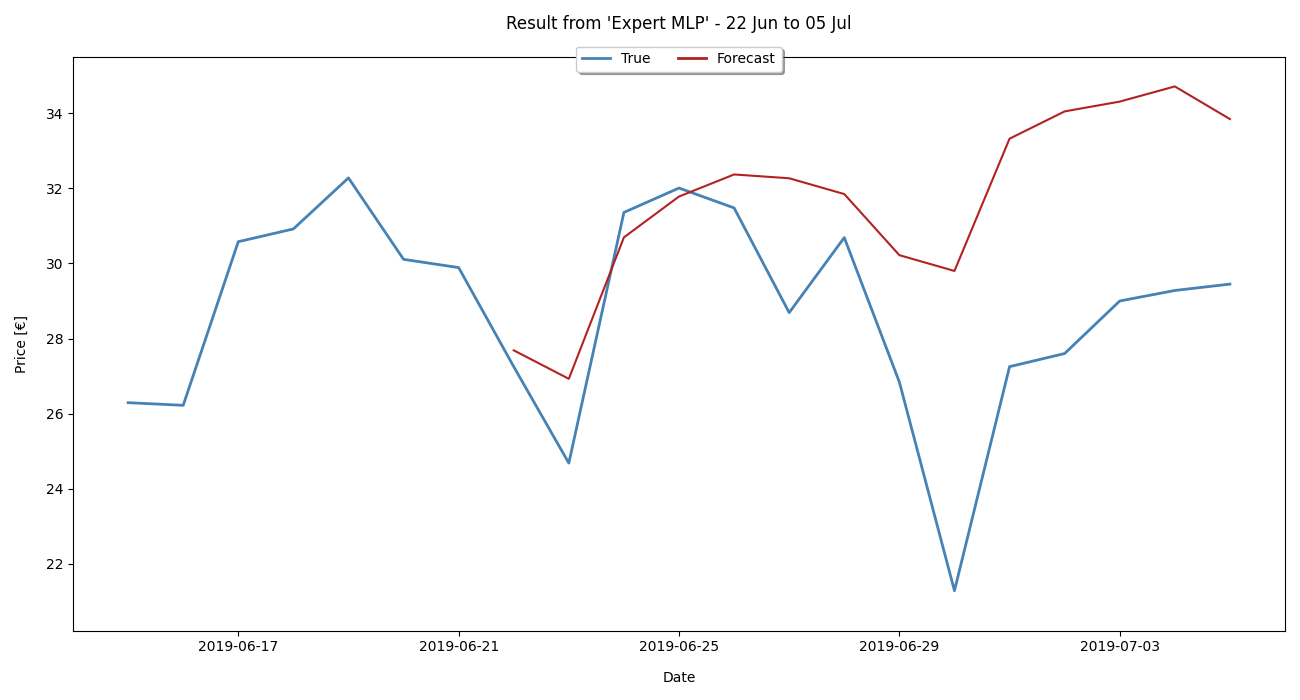 Result from 'Expert MLP' - 22 Jun to 05 Jul
True Forecast
34
32
30
28
26
24
22
Price [€]
2019-06-17 2019-06-21 2019-06-25 2019-06-29 2019-07-03
Date